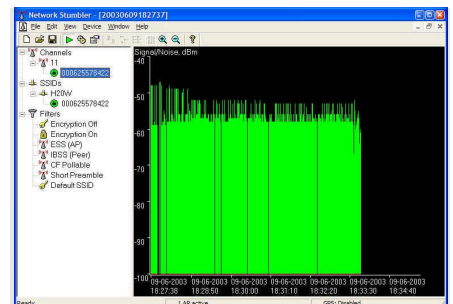 Network Stumbler - [20030609182737]
File Edit View Device Window Help
Channels
11
000625578422
SSIDs
H20W
000625578422
Filters
Encryption Off
Encryption On
ESS (AP)
IBSS (Peer)
CF Pollable
Short Preamble
Default SSID
Signal/Noise, dBm
-40
-50
-60
-70
-80
-90
-100
09-06-2003 09-06-2003 09-06-2003 09-06-2003 09-06-2003 09-06-2003 09-06-2003
18:27:38 18:28:50 18:30:00 18:31:10 18:32:20 18:33:30 18:34:40
Ready 1 AP active GPS: Disabled